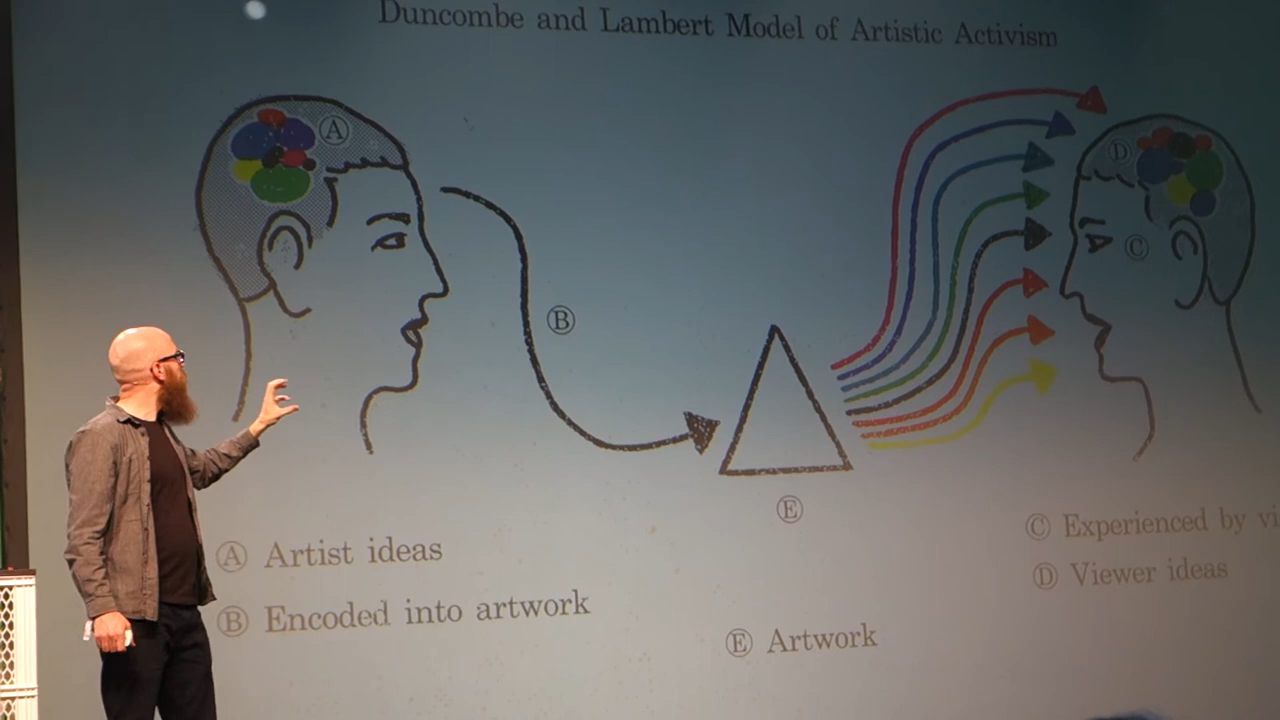 Duncombe and Lambert Model of Artistic Activism
Ⓐ
Ⓓ
Ⓒ
Ⓑ
Ⓔ
Ⓐ Artist ideas
Ⓑ Encoded into artwork
Ⓔ Artwork
Ⓒ Experienced by
Ⓓ Viewer ideas